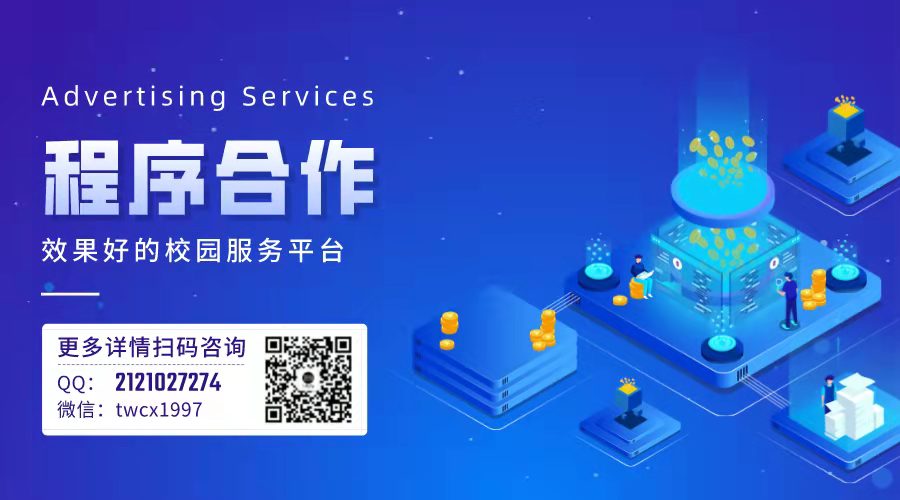 Advertising Services
程序合作
效果好的校园服务平台
更多详情扫码咨询
QQ： 2121027274
微信：twcx1997